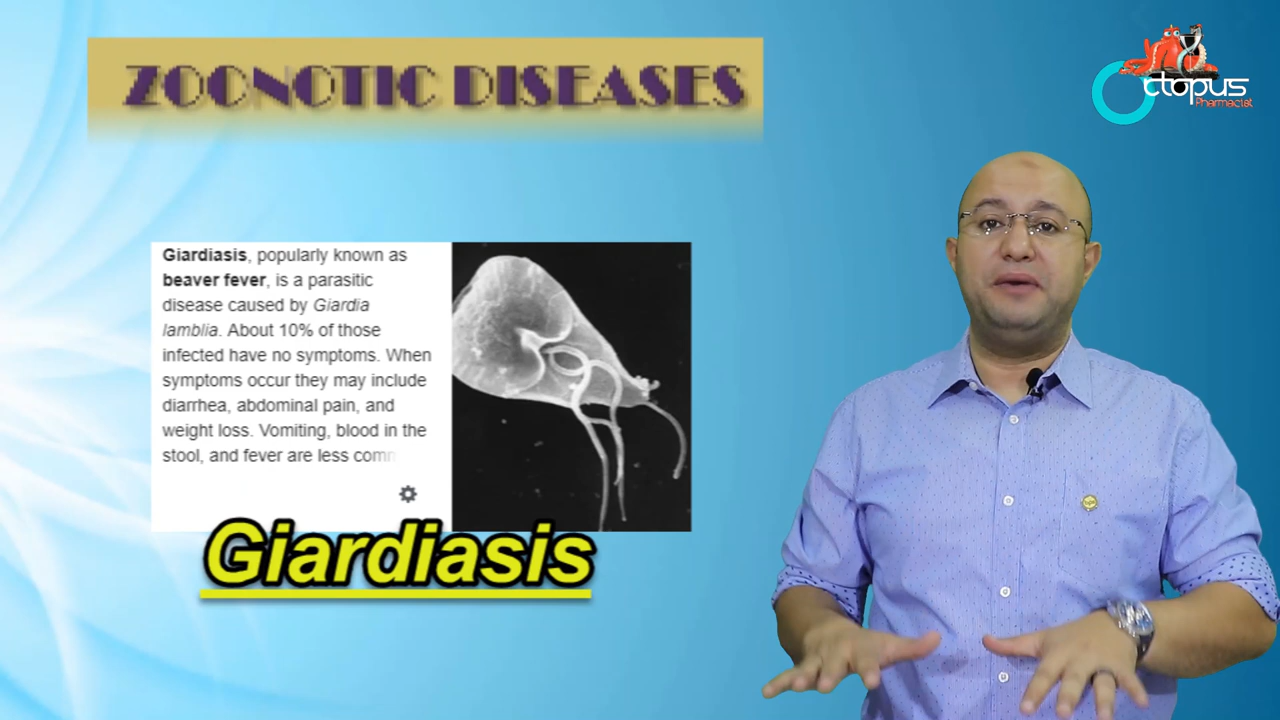 ZOONOTIC DISEASES
ctopus
Pharmacist
Giardiasis, popularly known as
beaver fever, is a parasitic
disease caused by Giardia
lamblia. About 10% of those
infected have no symptoms. When
symptoms occur they may include
diarrhea, abdominal pain, and
weight loss. Vomiting, blood in the
stool, and fever are less com
Giardiasis